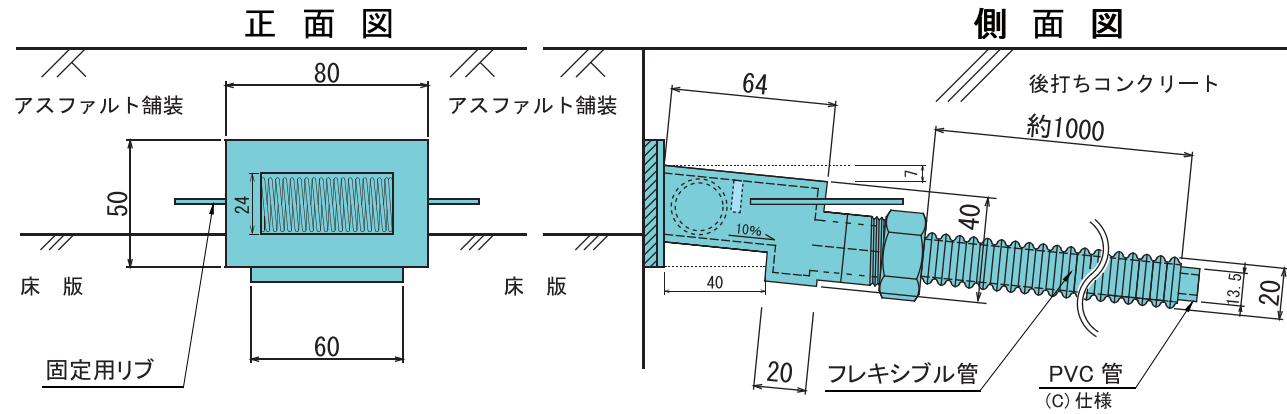 正面図
側面図
80
64
後打ちコンクリート
アスファルト舗装
アスファルト舗装
約1000
7
50
24
40
10%
床版
床版
40
13.5
20
60
20
固定用リブ
フレキシブル管
PVC管
(C)仕様